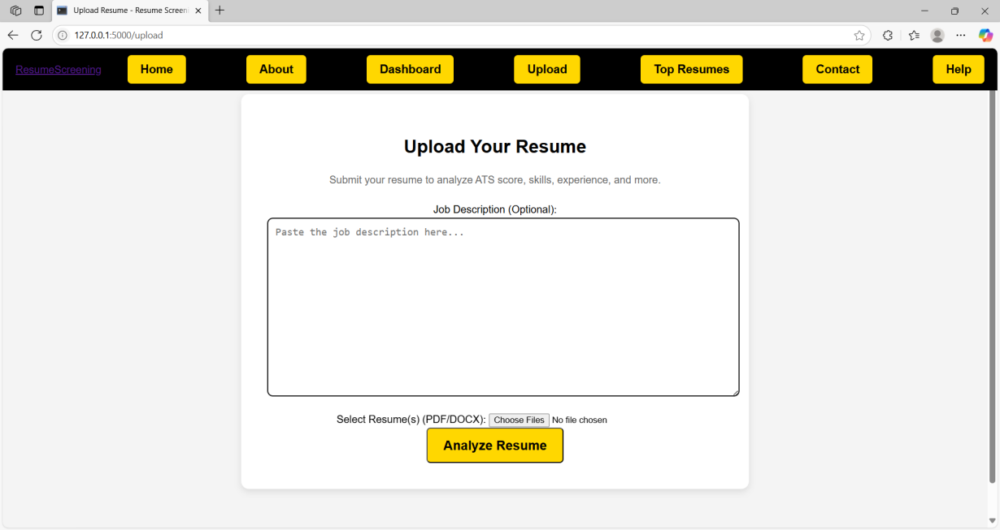 Upload Resume - Resume Screeni
127.0.0.1:5000/upload
ResumeScreening Home About Dashboard Upload Top Resumes Contact Help
Upload Your Resume
Submit your resume to analyze ATS score, skills, experience, and more.
Job Description (Optional):
Paste the job description here...
Select Resume(s) (PDF/DOCX): Choose Files No file chosen
Analyze Resume